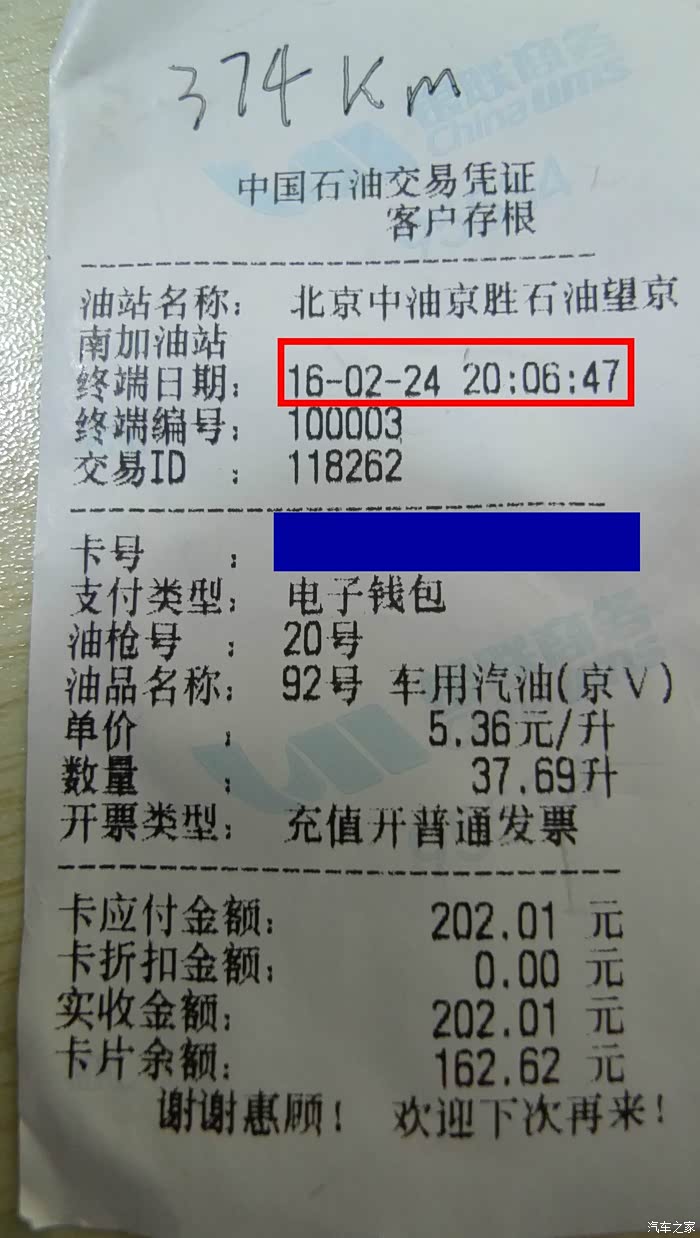 374 Km
中国石油交易凭证
客户存根
油站名称: 北京中油京胜石油望京
南加油站
终端日期: 16-02-24 20:06:47
终端编号: 100003
交易ID : 118262
卡号 :
支付类型: 电子钱包
油枪号 : 20号
油品名称: 92号 车用汽油(京V)
单价 : 5.36元/升
数量 : 37.69升
开票类型: 充值开普通发票
卡应付金额: 202.01 元
卡折扣金额: 0.00 元
实收金额: 202.01 元
卡片余额: 162.62 元
谢谢惠顾! 欢迎下次再来!
汽车之家